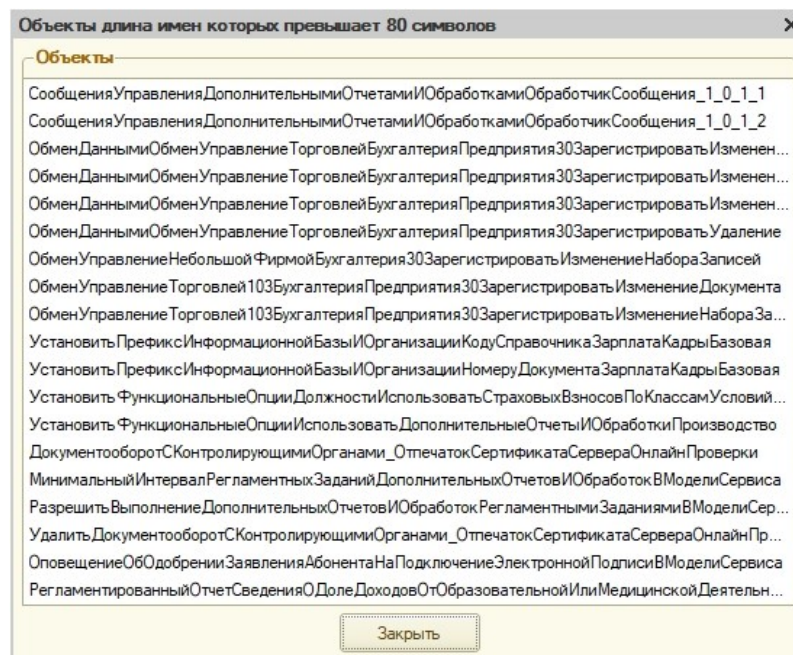 Объекты длина имен которых превышает 80 символов
Объекты
СообщенияУправленияДополнительнымиОтчетамиИОбработкамиОбработчикСообщения_1_0_1_1
СообщенияУправленияДополнительнымиОтчетамиИОбработкамиОбработчикСообщения_1_0_1_2
ОбменДаннымиОбменУправлениеТорговлейБухгалтерияПредприятия30ЗарегистрироватьИзменен...
ОбменДаннымиОбменУправлениеТорговлейБухгалтерияПредприятия30ЗарегистрироватьИзменен...
ОбменДаннымиОбменУправлениеТорговлейБухгалтерияПредприятия30ЗарегистрироватьИзменен...
ОбменДаннымиОбменУправлениеТорговлейБухгалтерияПредприятия30ЗарегистрироватьУдаление
ОбменУправлениеНебольшойФирмойБухгалтерия30ЗарегистрироватьИзменениеНабораЗаписей
ОбменУправлениеТорговлей103БухгалтерияПредприятия30ЗарегистрироватьИзменениеДокумента
ОбменУправлениеТорговлей103БухгалтерияПредприятия30ЗарегистрироватьИзменениеНабораЗа...
УстановитьПрефиксИнформационнойБазыИОрганизацииКодуСправочникаЗарплатаКадрыБазовая
УстановитьПрефиксИнформационнойБазыИОрганизацииНомеруДокументаЗарплатаКадрыБазовая
УстановитьФункциональныеОпцииДолжностиИспользоватьСтраховыхВзносовПоКлассамУсловий...
УстановитьФункциональныеОпцииИспользоватьДополнительныеОтчетыИОбработкиПроизводство
ДокументооборотСКонтролирующимиОрганами_ОтпечатокСертификатаСервераОнлайнПроверки
МинимальныйИнтервалРегламентныхЗаданийДополнительныхОтчетовИОбработокВМоделиСервиса
РазрешитьВыполнениеДополнительныхОтчетовИОбработокРегламентнымиЗаданиямиВМоделиСер...
УдалитьДокументооборотСКонтролирующимиОрганами_ОтпечатокСертификатаСервераОнлайнПр...
ОповещениеОбОдобренииЗаявленияАбонентаНаПодключениеЭлектроннойПодписиВМоделиСервиса
РегламентированныйОтчетСведенияОДолеДоходовОтОбразовательнойИлиМедицинскойДеятельн...
Закрыть